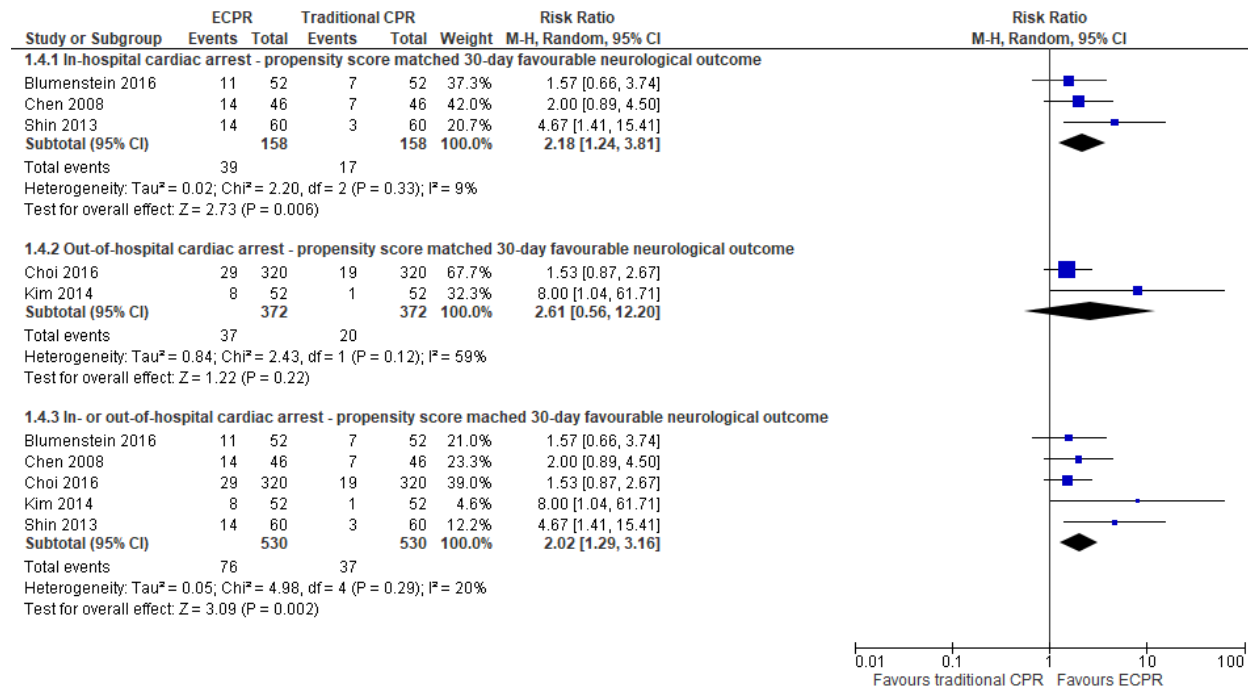 ECPR Traditional CPR Risk Ratio Risk Ratio
Study or Subgroup Events Total Events Total Weight M-H, Random, 95% CI M-H, Random, 95% CI
1.4.1 In-hospital cardiac arrest - propensity score matched 30-day favourable neurological outcome
Blumenstein 2016 11 52 7 52 37.3% 1.57 [0.66, 3.74]
Chen 2008 14 46 7 46 42.0% 2.00 [0.89, 4.50]
Shin 2013 14 60 3 60 20.7% 4.67 [1.41, 15.41]
Subtotal (95% CI) 158 158 100.0% 2.18 [1.24, 3.81]
Total events 39 17
Heterogeneity: Tau² = 0.02; Chi² = 2.20, df = 2 (P = 0.33); I² = 9%
Test for overall effect: Z = 2.73 (P = 0.006)
1.4.2 Out-of-hospital cardiac arrest - propensity score matched 30-day favourable neurological outcome
Choi 2016 29 320 19 320 67.7% 1.53 [0.87, 2.67]
Kim 2014 8 52 1 52 32.3% 8.00 [1.04, 61.71]
Subtotal (95% CI) 372 372 100.0% 2.61 [0.56, 12.20]
Total events 37 20
Heterogeneity: Tau² = 0.84; Chi² = 2.43, df = 1 (P = 0.12); I² = 59%
Test for overall effect: Z = 1.22 (P = 0.22)
1.4.3 In- or out-of-hospital cardiac arrest - propensity score mached 30-day favourable neurological outcome
Blumenstein 2016 11 52 7 52 21.0% 1.57 [0.66, 3.74]
Chen 2008 14 46 7 46 23.3% 2.00 [0.89, 4.50]
Choi 2016 29 320 19 320 39.0% 1.53 [0.87, 2.67]
Kim 2014 8 52 1 52 4.6% 8.00 [1.04, 61.71]
Shin 2013 14 60 3 60 12.2% 4.67 [1.41, 15.41]
Subtotal (95% CI) 530 530 100.0% 2.02 [1.29, 3.16]
Total events 76 37
Heterogeneity: Tau² = 0.05; Chi² = 4.98, df = 4 (P = 0.29); I² = 20%
Test for overall effect: Z = 3.09 (P = 0.002)
0.01 0.1 1 10 100
Favours traditional CPR Favours ECPR